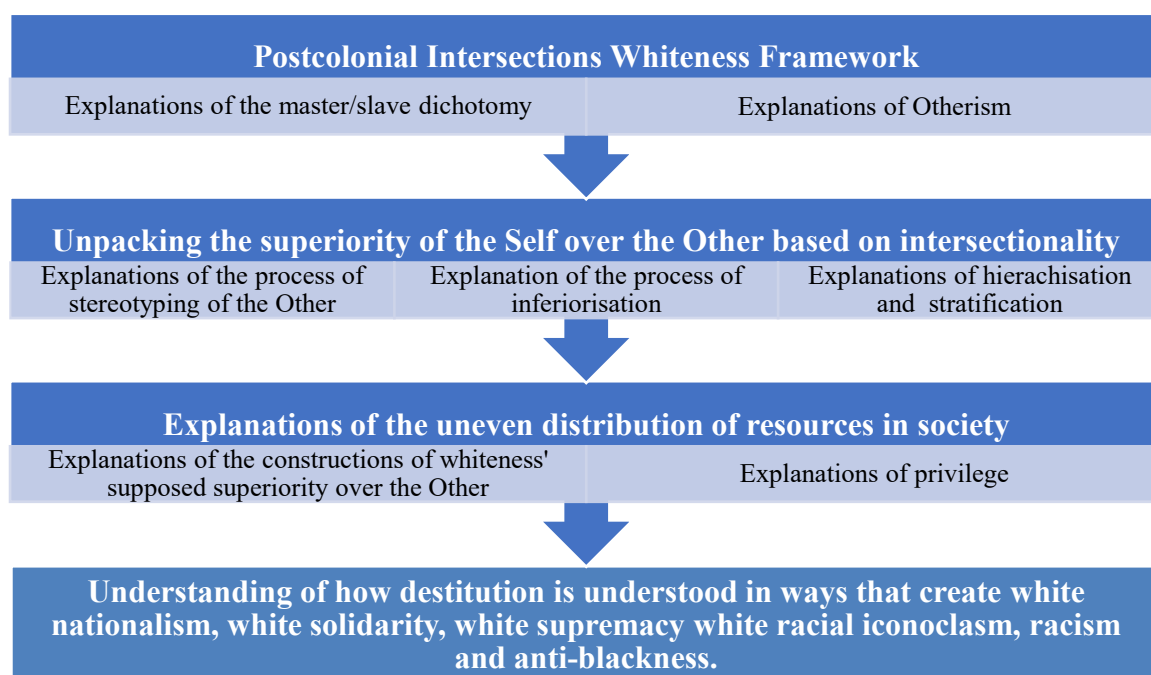 Postcolonial Intersections Whiteness Framework
Explanations of the master/slave dichotomy
Explanations of Otherism
Unpacking the superiority of the Self over the Other based on intersectionality
Explanations of the process of
stereotyping of the Other
Explanation of the process of
inferiorisation
Explanations of hierachisation
and stratification
Explanations of the uneven distribution of resources in society
Explanations of the constructions of whiteness'
supposed superiority over the Other
Explanations of privilege
Understanding of how destitution is understood in ways that create white
nationalism, white solidarity, white supremacy white racial iconoclasm, racism
and anti-blackness.